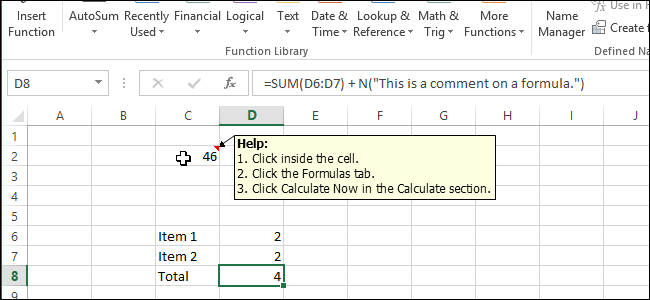 Insert Function
AutoSum Recently Used Financial Logical Text Date & Time Lookup & Reference Math & Trig More Functions
Name Manager
Use in
Create f
Function Library
Defined Na
D8
fx
=SUM(D6:D7) + N("This is a comment on a formula.")
A B C D E F G H I J
1
2 46
Help:
1. Click inside the cell.
2. Click the Formulas tab.
3. Click Calculate Now in the Calculate section.
3
4
5
6 Item 1 2
7 Item 2 2
8 Total 4
9